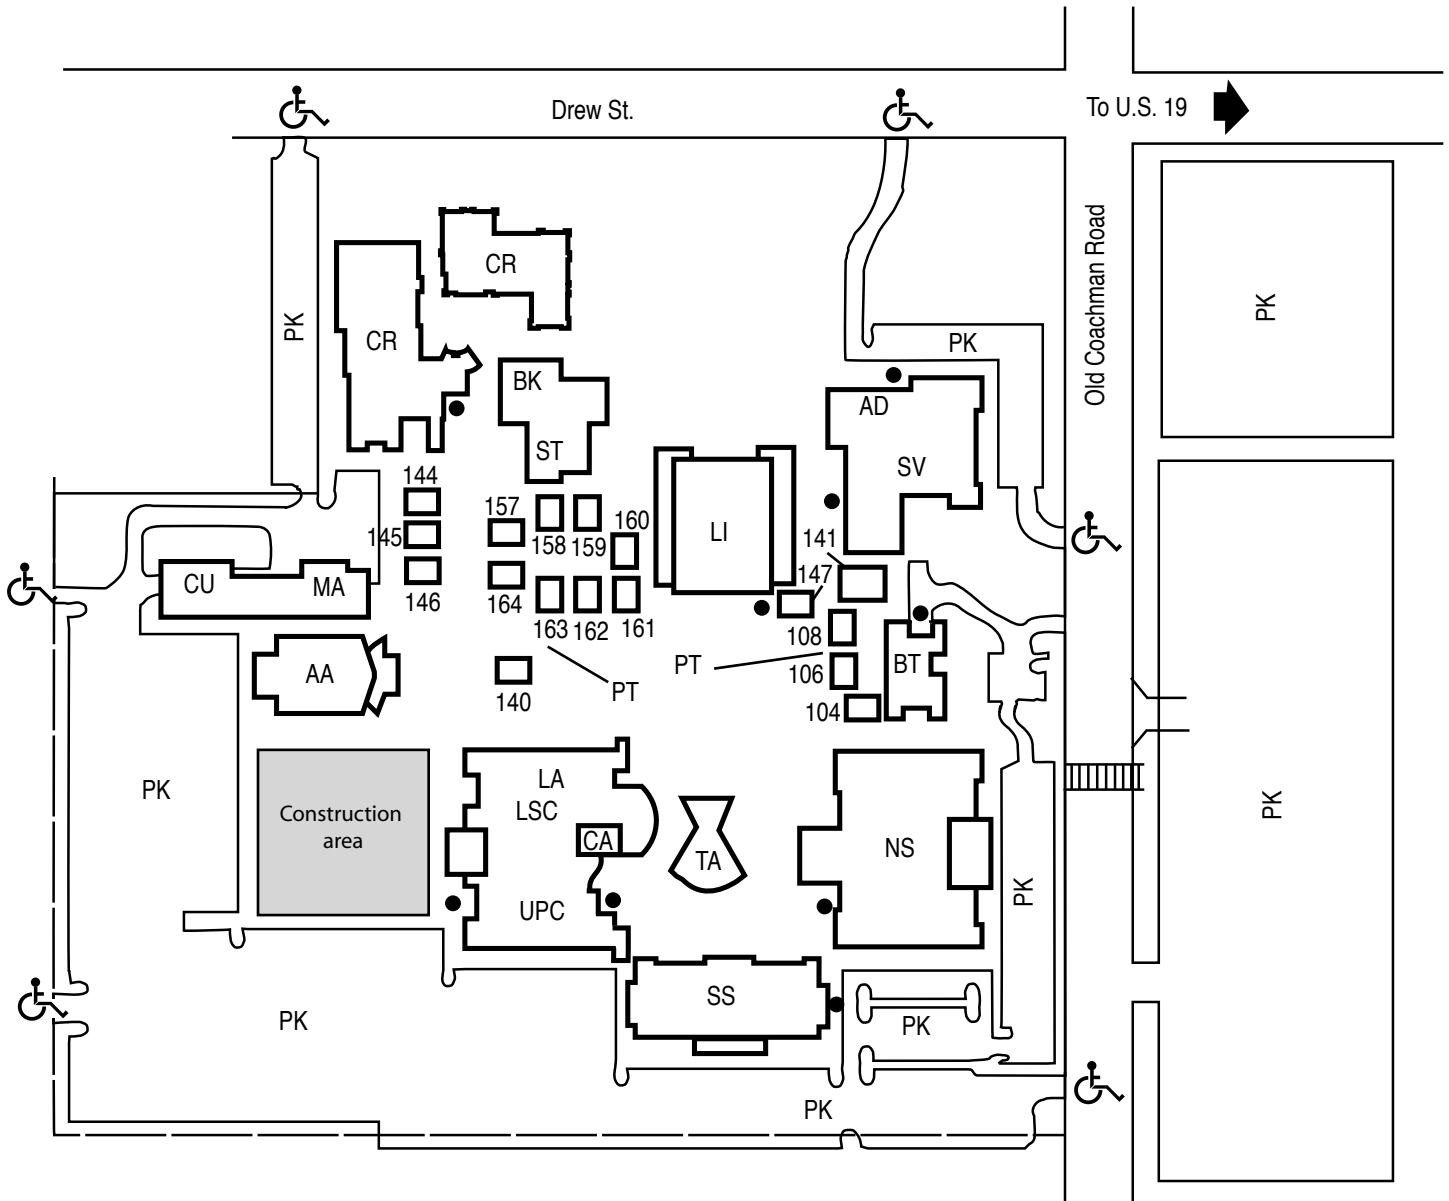 Drew St.
To U.S. 19
Old Coachman Road
CR
CR
PK
PK
PK
BK
ST
AD
SV
LI
144
145
146
157
158
159
160
141
147
164
163
162
161
108
106
104
PT
PT
140
CU
MA
AA
BT
PK
Construction
area
LA
LSC
CA
UPC
TA
NS
PK
PK
SS
PK
PK
PK